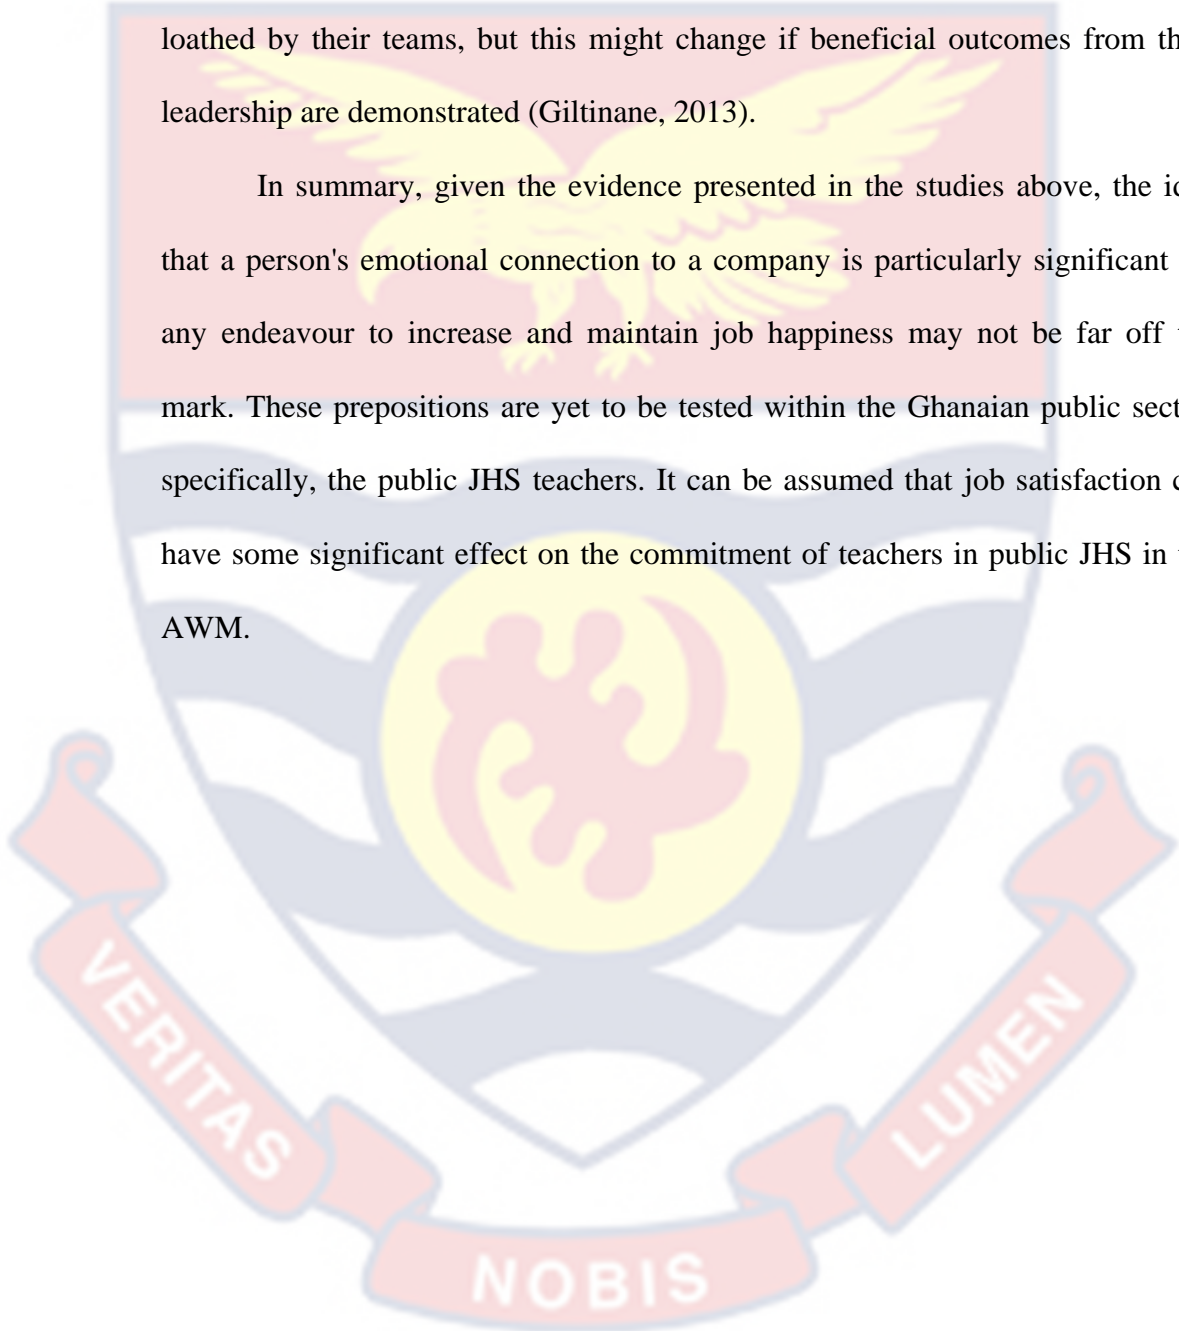 loathed by their teams, but this might change if beneficial outcomes from th
leadership are demonstrated (Giltinane, 2013).
In summary, given the evidence presented in the studies above, the id
that a person's emotional connection to a company is particularly significant
any endeavour to increase and maintain job happiness may not be far off t
mark. These prepositions are yet to be tested within the Ghanaian public sect
specifically, the public JHS teachers. It can be assumed that job satisfaction c
have some significant effect on the commitment of teachers in public JHS in t
AWM.
VERITAS
NOBIS
LUMEN